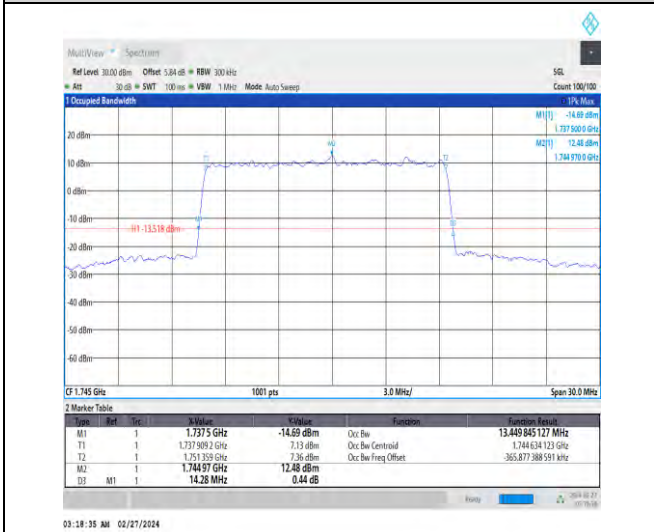 MultiView Spectrum
Ref Level 30.00 dBm Offset 5.84 dB RBW 300 kHz SGL
Att 30 dB SWT 100 ms VBW 1 MHz Mode Auto Sweep Count 100/100
1 Occupied Bandwidth 1Pk Max
M1[1] -14.69 dBm
1.737 500 0 GHz
M2[1] 12.48 dBm
1.744 970 0 GHz
20 dBm
M2
10 dBm
T1 T2
0 dBm
-10 dBm
M1 D3
H1 -13.518 dBm
-20 dBm
-30 dBm
-40 dBm
-50 dBm
-60 dBm
CF 1.745 GHz 1001 pts 3.0 MHz/ Span 30.0 MHz
2 Marker Table
Type Ref Trc X-Value Y-Value Function Function Result
M1 1 1.737 5 GHz -14.69 dBm Occ Bw 13.449 845 127 MHz
T1 1 1.737 909 2 GHz 7.13 dBm Occ Bw Centroid 1.744 634 123 GHz
T2 1 1.751 359 GHz 7.36 dBm Occ Bw Freq Offset -365.877 388 591 kHz
M2 1 1.744 97 GHz 12.48 dBm
D3 M1 1 14.28 MHz 0.44 dB
Ready
03:18:35 AM 02/27/2024